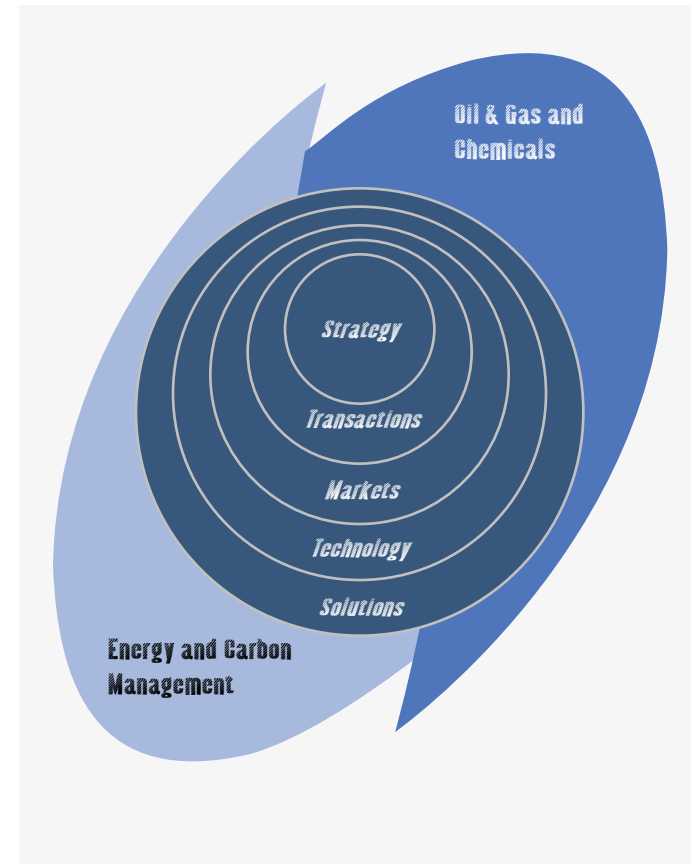 Oil & Gas and
Chemicals
Strategy
Transactions
Markets
Technology
Solutions
Energy and Carbon
Management